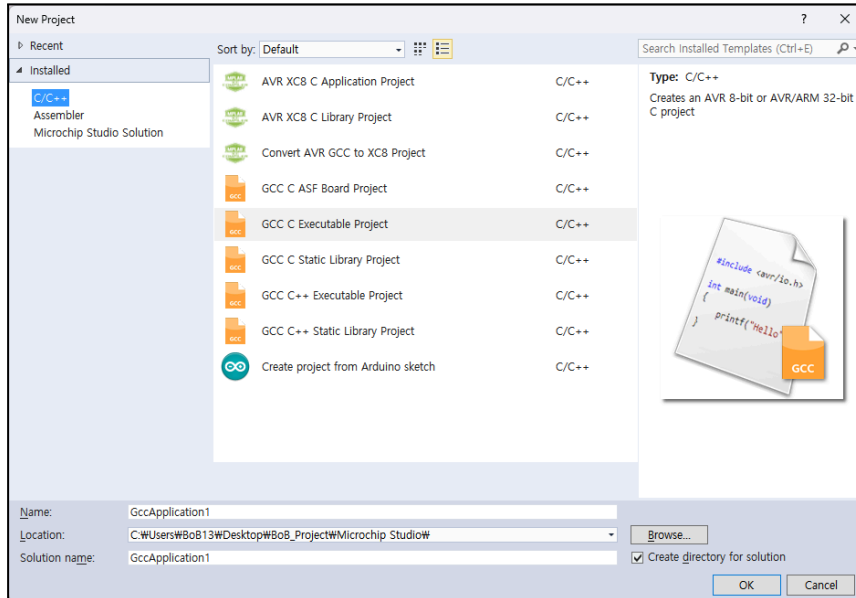 New Project
?
Recent
Installed
C/C++
Assembler
Microchip Studio Solution
Sort by: Default
Search Installed Templates (Ctrl+E)
AVR XC8 C Application Project C/C++
AVR XC8 C Library Project C/C++
Convert AVR GCC to XC8 Project C/C++
GCC C ASF Board Project C/C++
GCC C Executable Project C/C++
GCC C Static Library Project C/C++
GCC C++ Executable Project C/C++
GCC C++ Static Library Project C/C++
Create project from Arduino sketch C/C++
Type: C/C++
Creates an AVR 8-bit or AVR/ARM 32-bit
C project
#include <avr/io.h>
int main(void)
{
printf("Hello"
}
GCC
Name: GccApplication1
Location: C:₩Users₩BoB13₩Desktop₩BoB_Project₩Microchip Studio₩
Browse...
Solution name: GccApplication1
Create directory for solution
OK
Cancel